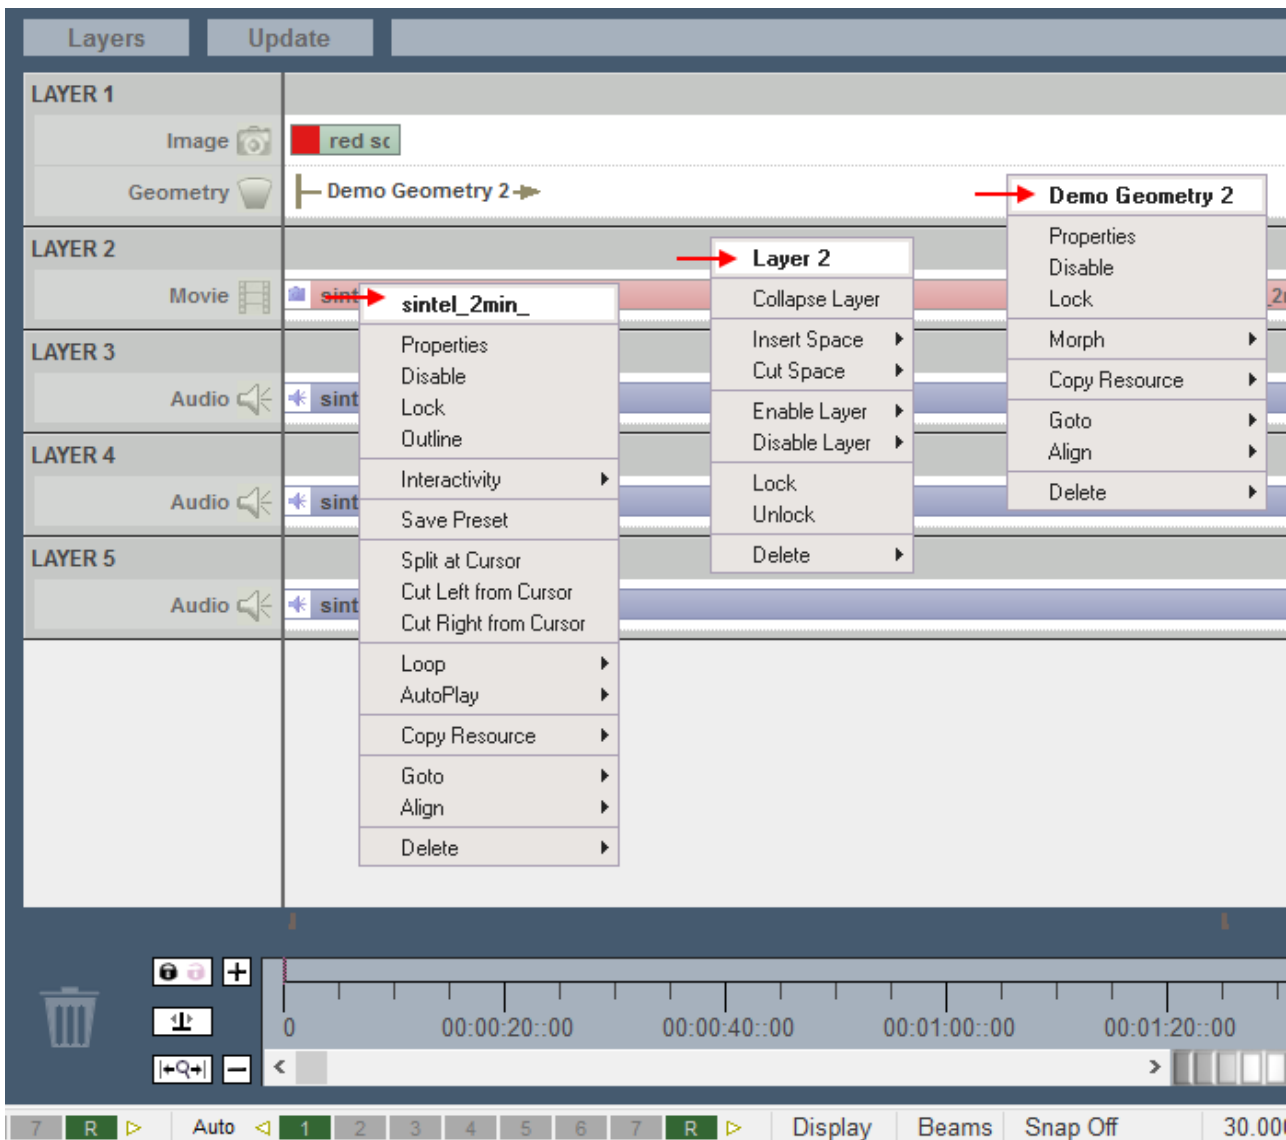 Layers
Update
LAYER 1
Image
red sc
Geometry
Demo Geometry 2
LAYER 2
Movie
sint
LAYER 3
Audio
sint
LAYER 4
Audio
sint
LAYER 5
Audio
sint
sintel_2min_
Properties
Disable
Lock
Outline
Interactivity
Save Preset
Split at Cursor
Cut Left from Cursor
Cut Right from Cursor
Loop
AutoPlay
Copy Resource
Goto
Align
Delete
Layer 2
Collapse Layer
Insert Space
Cut Space
Enable Layer
Disable Layer
Lock
Unlock
Delete
Demo Geometry 2
Properties
Disable
Lock
Morph
Copy Resource
Goto
Align
Delete
0 00:00:20::00 00:00:40::00 00:01:00::00 00:01:20::00
7 R Auto 1 2 3 4 5 6 7 R Display Beams Snap Off 30.00